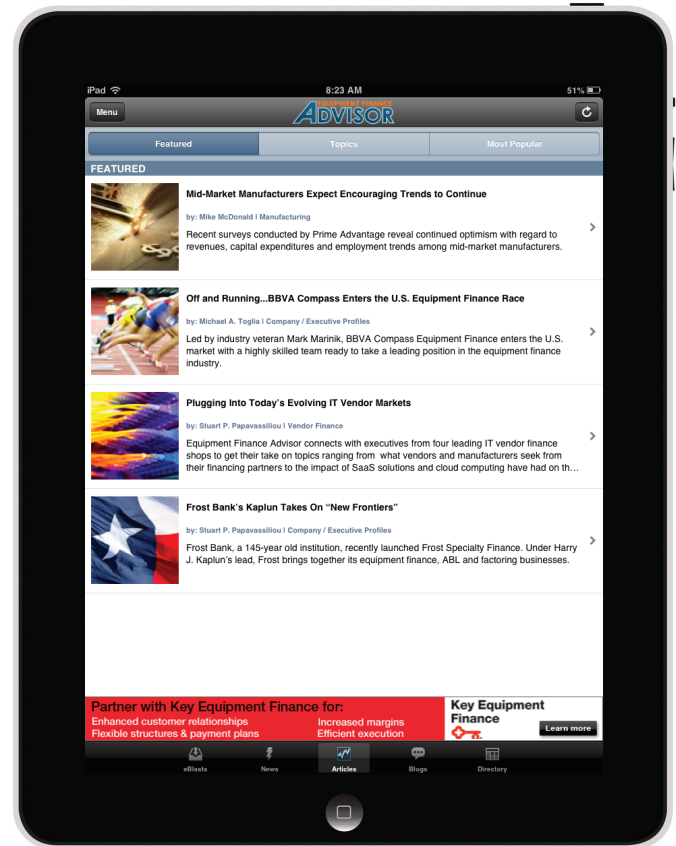 iPad
8:23 AM
51%
Menu
EQUIPMENT FINANCE
ADVISOR
Featured
Topics
Most Popular
FEATURED
Mid-Market Manufacturers Expect Encouraging Trends to Continue
by: Mike McDonald | Manufacturing
Recent surveys conducted by Prime Advantage reveal continued optimism with regard to
revenues, capital expenditures and employment trends among mid-market manufacturers.
Off and Running...BBVA Compass Enters the U.S. Equipment Finance Race
by: Michael A. Toglia | Company / Executive Profiles
Led by industry veteran Mark Marinik, BBVA Compass Equipment Finance enters the U.S.
market with a highly skilled team ready to take a leading position in the equipment finance
industry.
Plugging Into Today's Evolving IT Vendor Markets
by: Stuart P. Papavassiliou | Vendor Finance
Equipment Finance Advisor connects with executives from four leading IT vendor finance
shops to get their take on topics ranging from what vendors and manufacturers seek from
their financing partners to the impact of SaaS solutions and cloud computing have had on th...
Frost Bank's Kaplun Takes On "New Frontiers"
by: Stuart P. Papavassiliou | Company / Executive Profiles
Frost Bank, a 145-year old institution, recently launched Frost Specialty Finance. Under Harry
J. Kaplun's lead, Frost brings together its equipment finance, ABL and factoring businesses.
Partner with Key Equipment Finance for:
Enhanced customer relationships
Increased margins
Flexible structures & payment plans
Efficient execution
Key Equipment
Finance
Learn more
eBlasts
News
Articles
Blogs
Directory